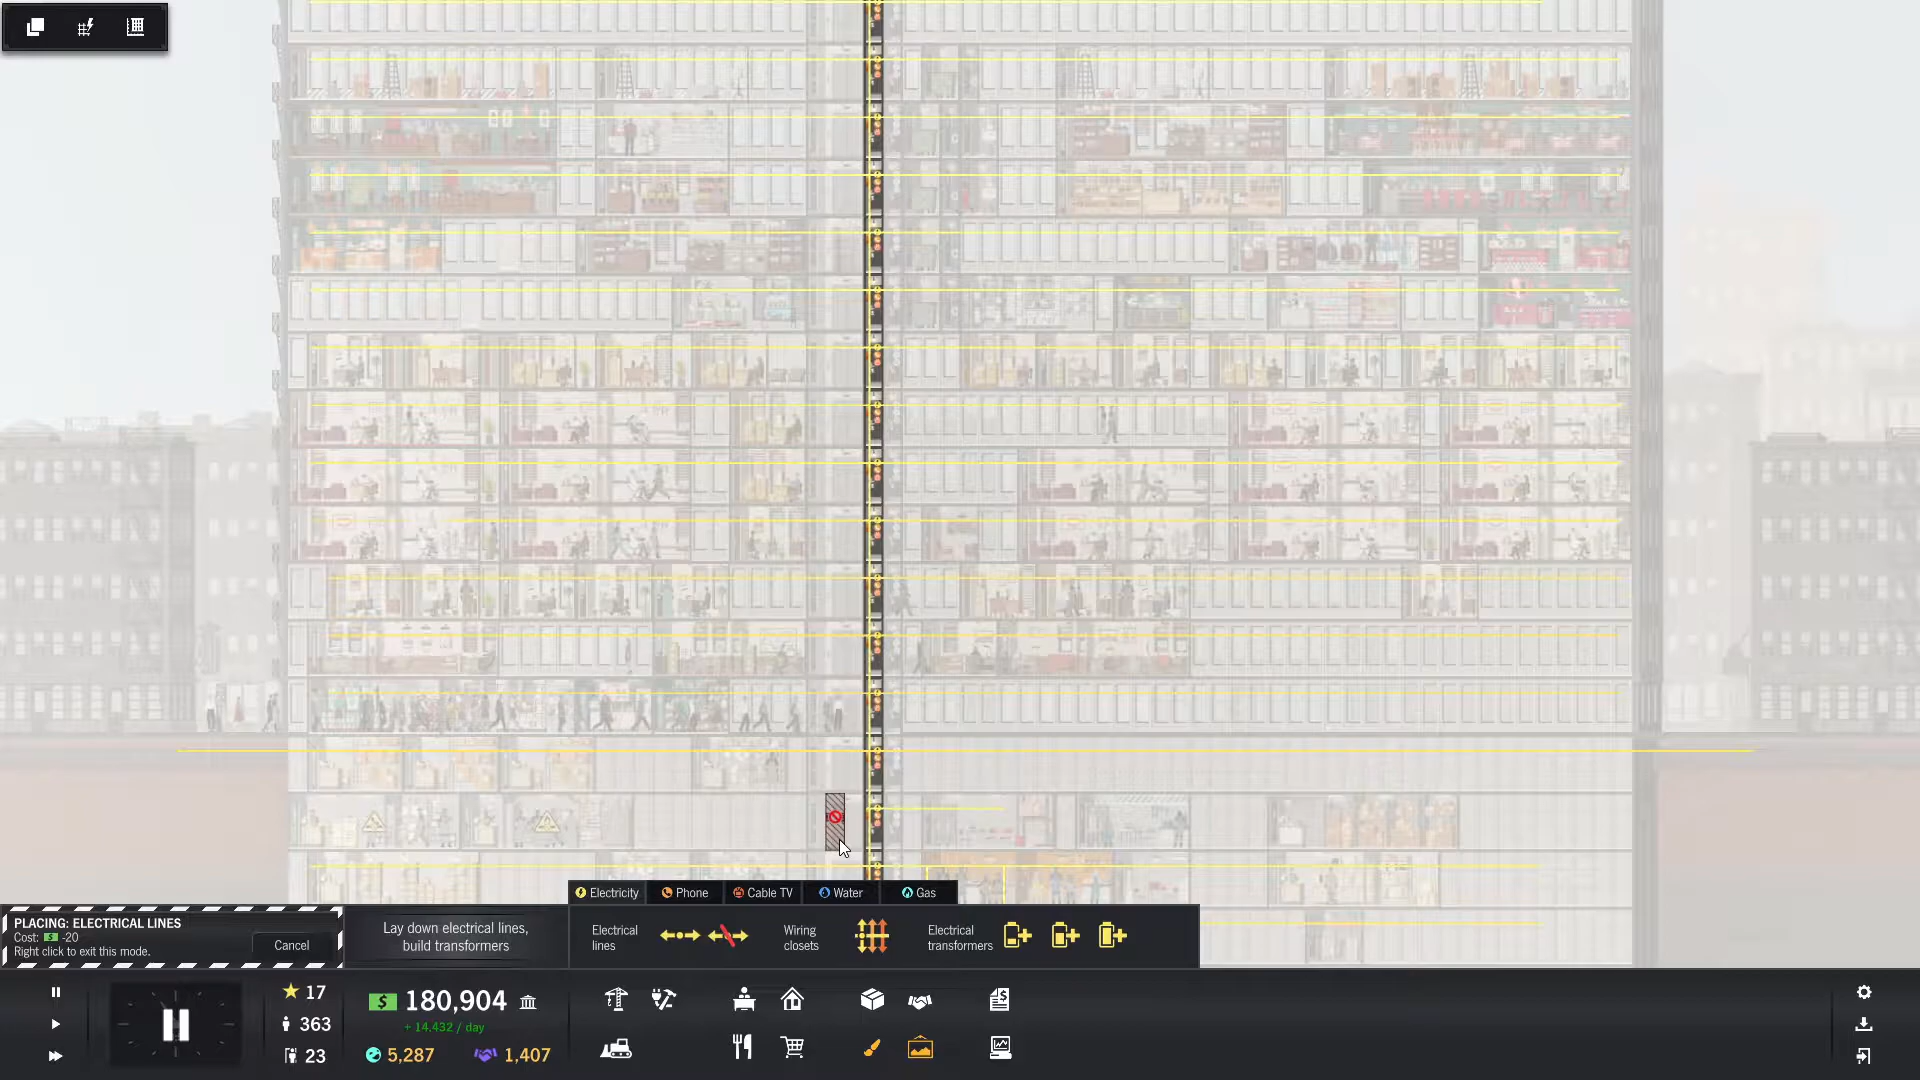 Electricity
Phone
Cable TV
Water
Gas
PLACING: ELECTRICAL LINES
Cost: $ -20
Right click to exit this mode.
Cancel
Lay down electrical lines,
build transformers
Electrical
lines
Wiring
closets
Electrical
transformers
17
$ 180,904
+ 14.432 / day
363
23
5,287
1,407